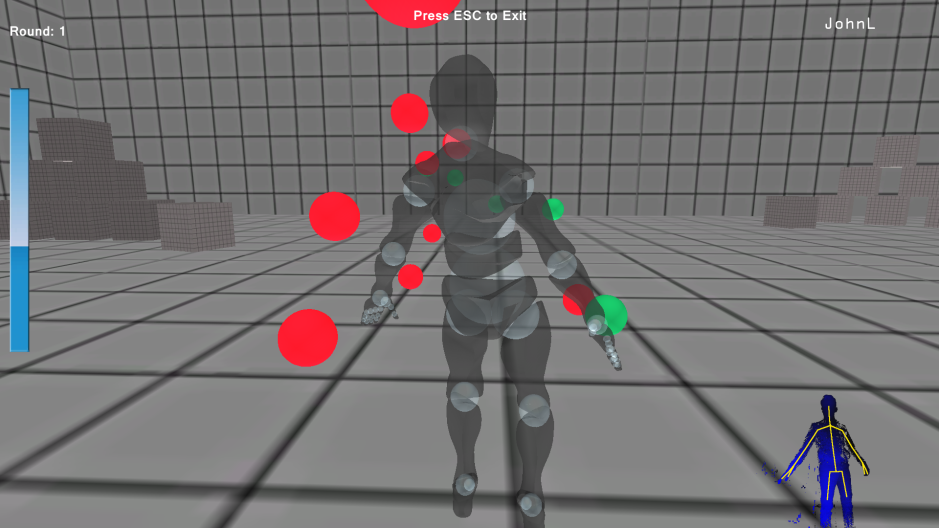 Press ESC to Exit
Round: 1
JohnL